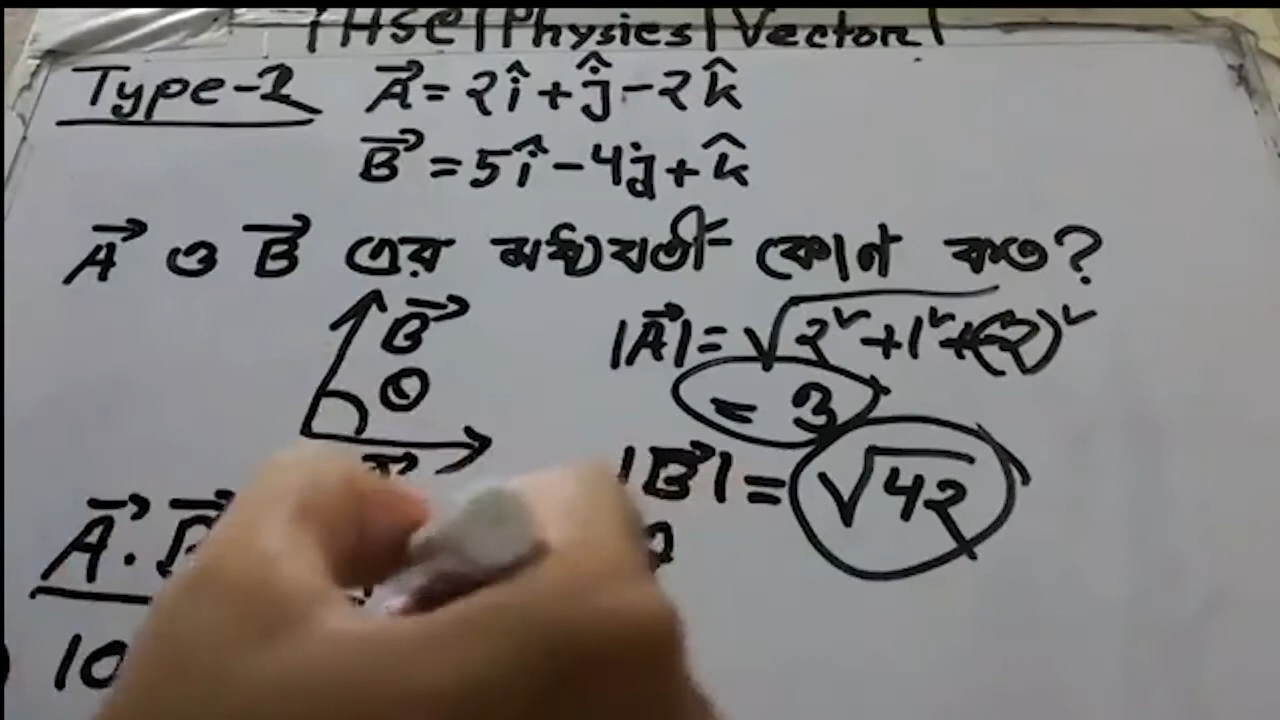 | HSC | Physics | Vector |
Type-2 A⃗ = 2î + ĵ - 2k̂
B⃗ = 5î - 4j + k̂
A⃗ ও B⃗ এর মধ্যবর্তী কোণ কত?
B⃗
θ
|A⃗| = √2² + 1² + (-2)²
= 3
|B⃗| = √42
A⃗ . B⃗
10